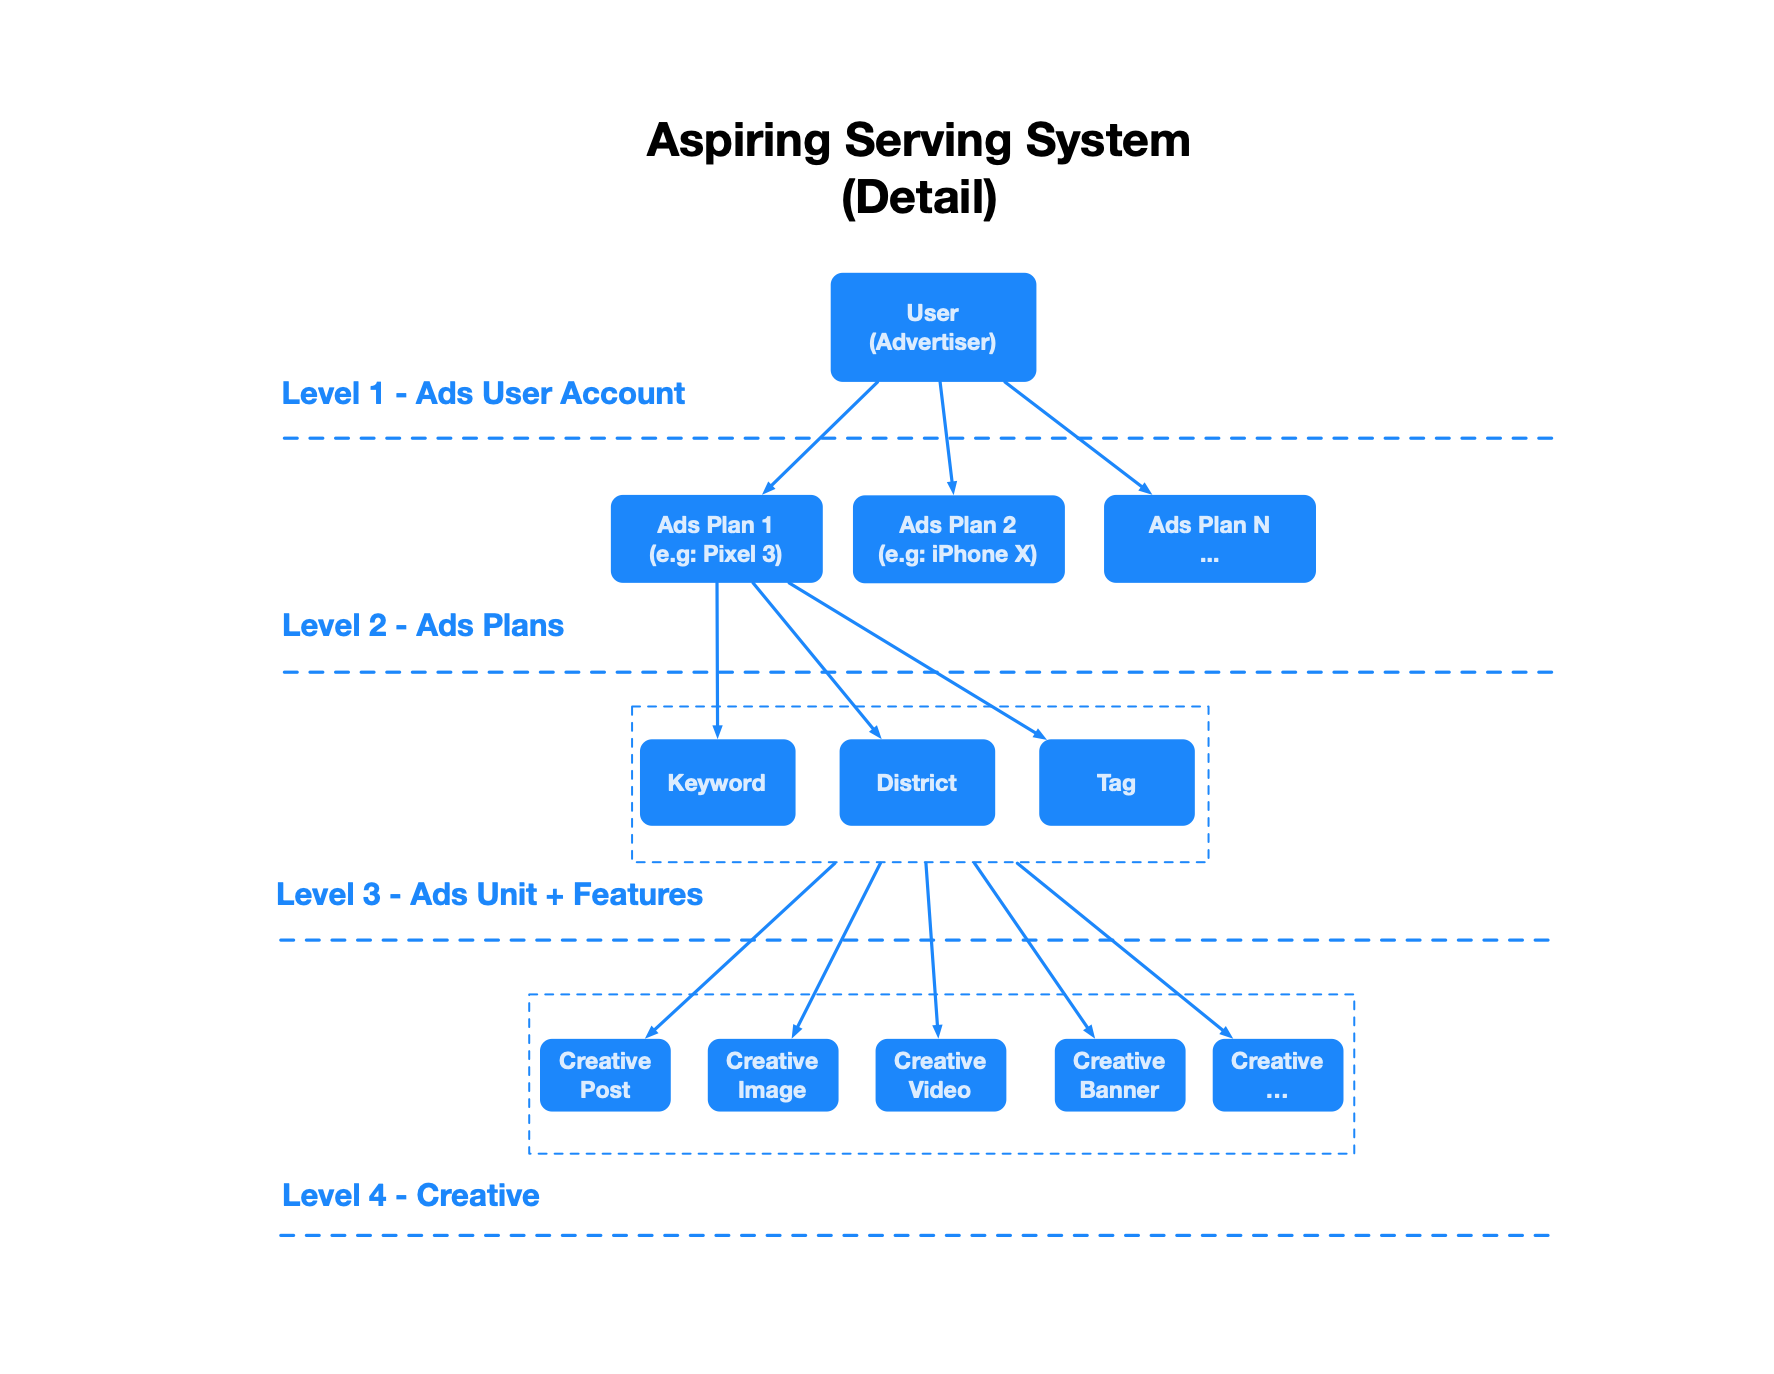 Aspiring Serving System
(Detail)
User
(Advertiser)
Level 1 - Ads User Account
Ads Plan 1
(e.g: Pixel 3)
Ads Plan 2
(e.g: iPhone X)
Ads Plan N
...
Level 2 - Ads Plans
Keyword
District
Tag
Level 3 - Ads Unit + Features
Creative
Post
Creative
Image
Creative
Video
Creative
Banner
Creative
...
Level 4 - Creative